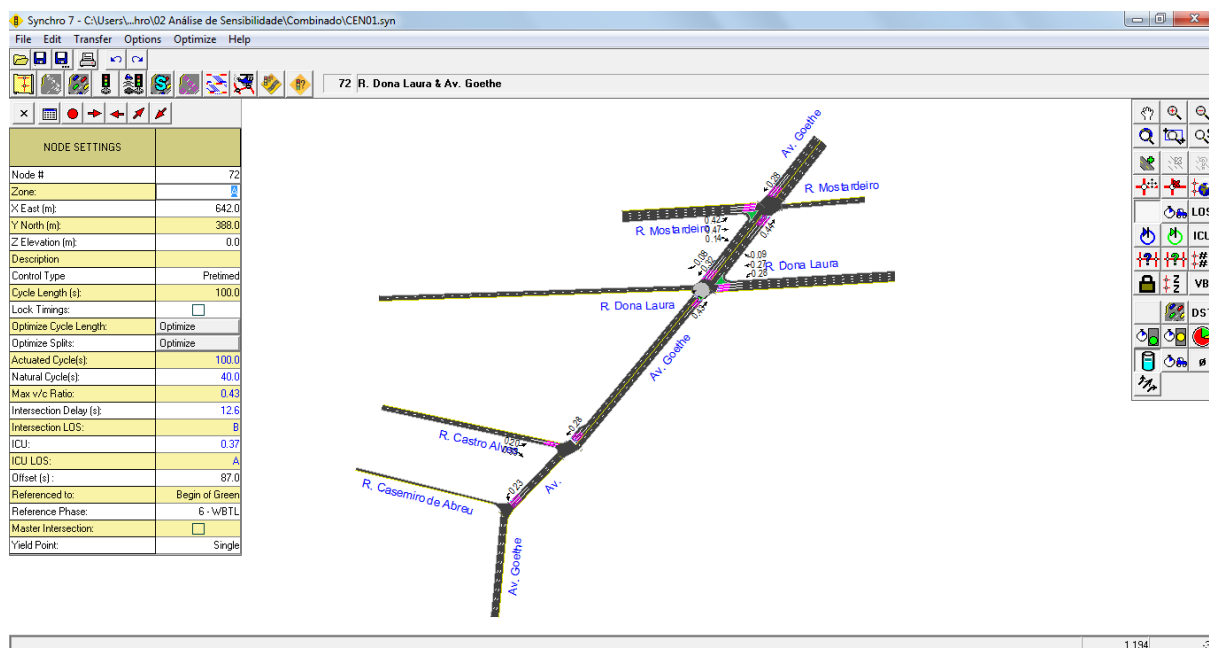 Synchro 7 - C:\Users\...hro\02 Análise de Sensibilidade\Combinado\CEN01.syn
File Edit Transfer Options Optimize Help
72 R. Dona Laura & Av. Goethe
NODE SETTINGS
Node # 72
Zone: A
X East (m): 642.0
Y North (m): 388.0
Z Elevation (m): 0.0
Description
Control Type Pretimed
Cycle Length (s): 100.0
Lock Timings:
Optimize Cycle Length: Optimize
Optimize Splits: Optimize
Actuated Cycle(s): 100.0
Natural Cycle(s): 40.0
Max v/c Ratio: 0.43
Intersection Delay (s): 12.6
Intersection LOS: B
ICU: 0.37
ICU LOS: A
Offset (s) : 87.0
Referenced to: Begin of Green
Reference Phase: 6 - WBTL
Master Intersection:
Yield Point: Single
Av. Goethe
0.28
R. Mostardeiro
R. Mostardeiro
0.42
0.47
0.14
0.44
0.08
0.32
0.09
0.27
0.28
R. Dona Laura
R. Dona Laura
0.43
Av. Goethe
0.28
R. Castro Alves
0.20
R. Casemiro de Abreu
0.23
Av.
Av. Goethe
LOS
ICU
VB
DS
ø
1.194